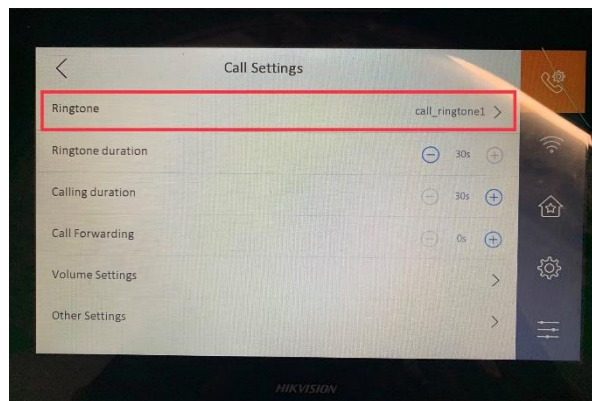 Call Settings
Ringtone call_ringtone1
Ringtone duration 30s
Calling duration 30s
Call Forwarding 0s
Volume Settings
Other Settings
HIKVISION